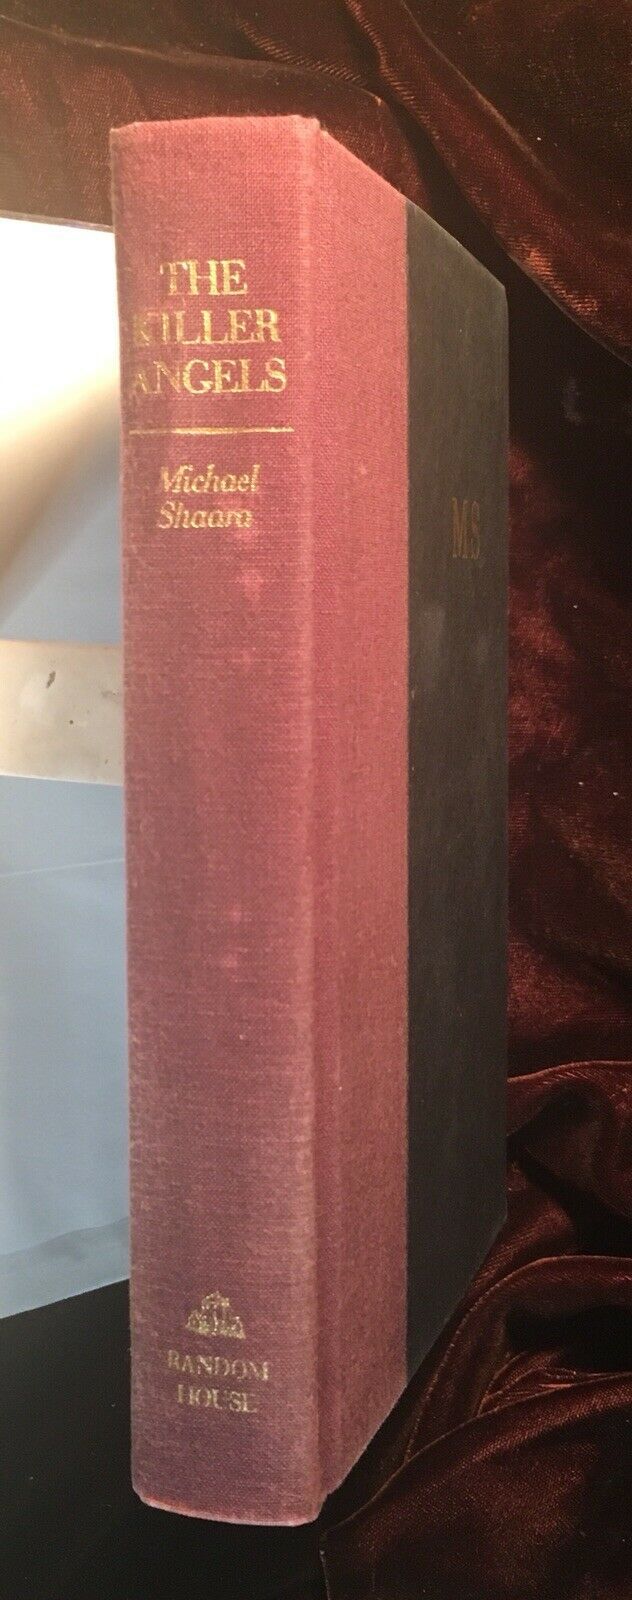 THE
KILLER
ANGELS
Michael
Shaara
MS
RANDOM
HOUSE